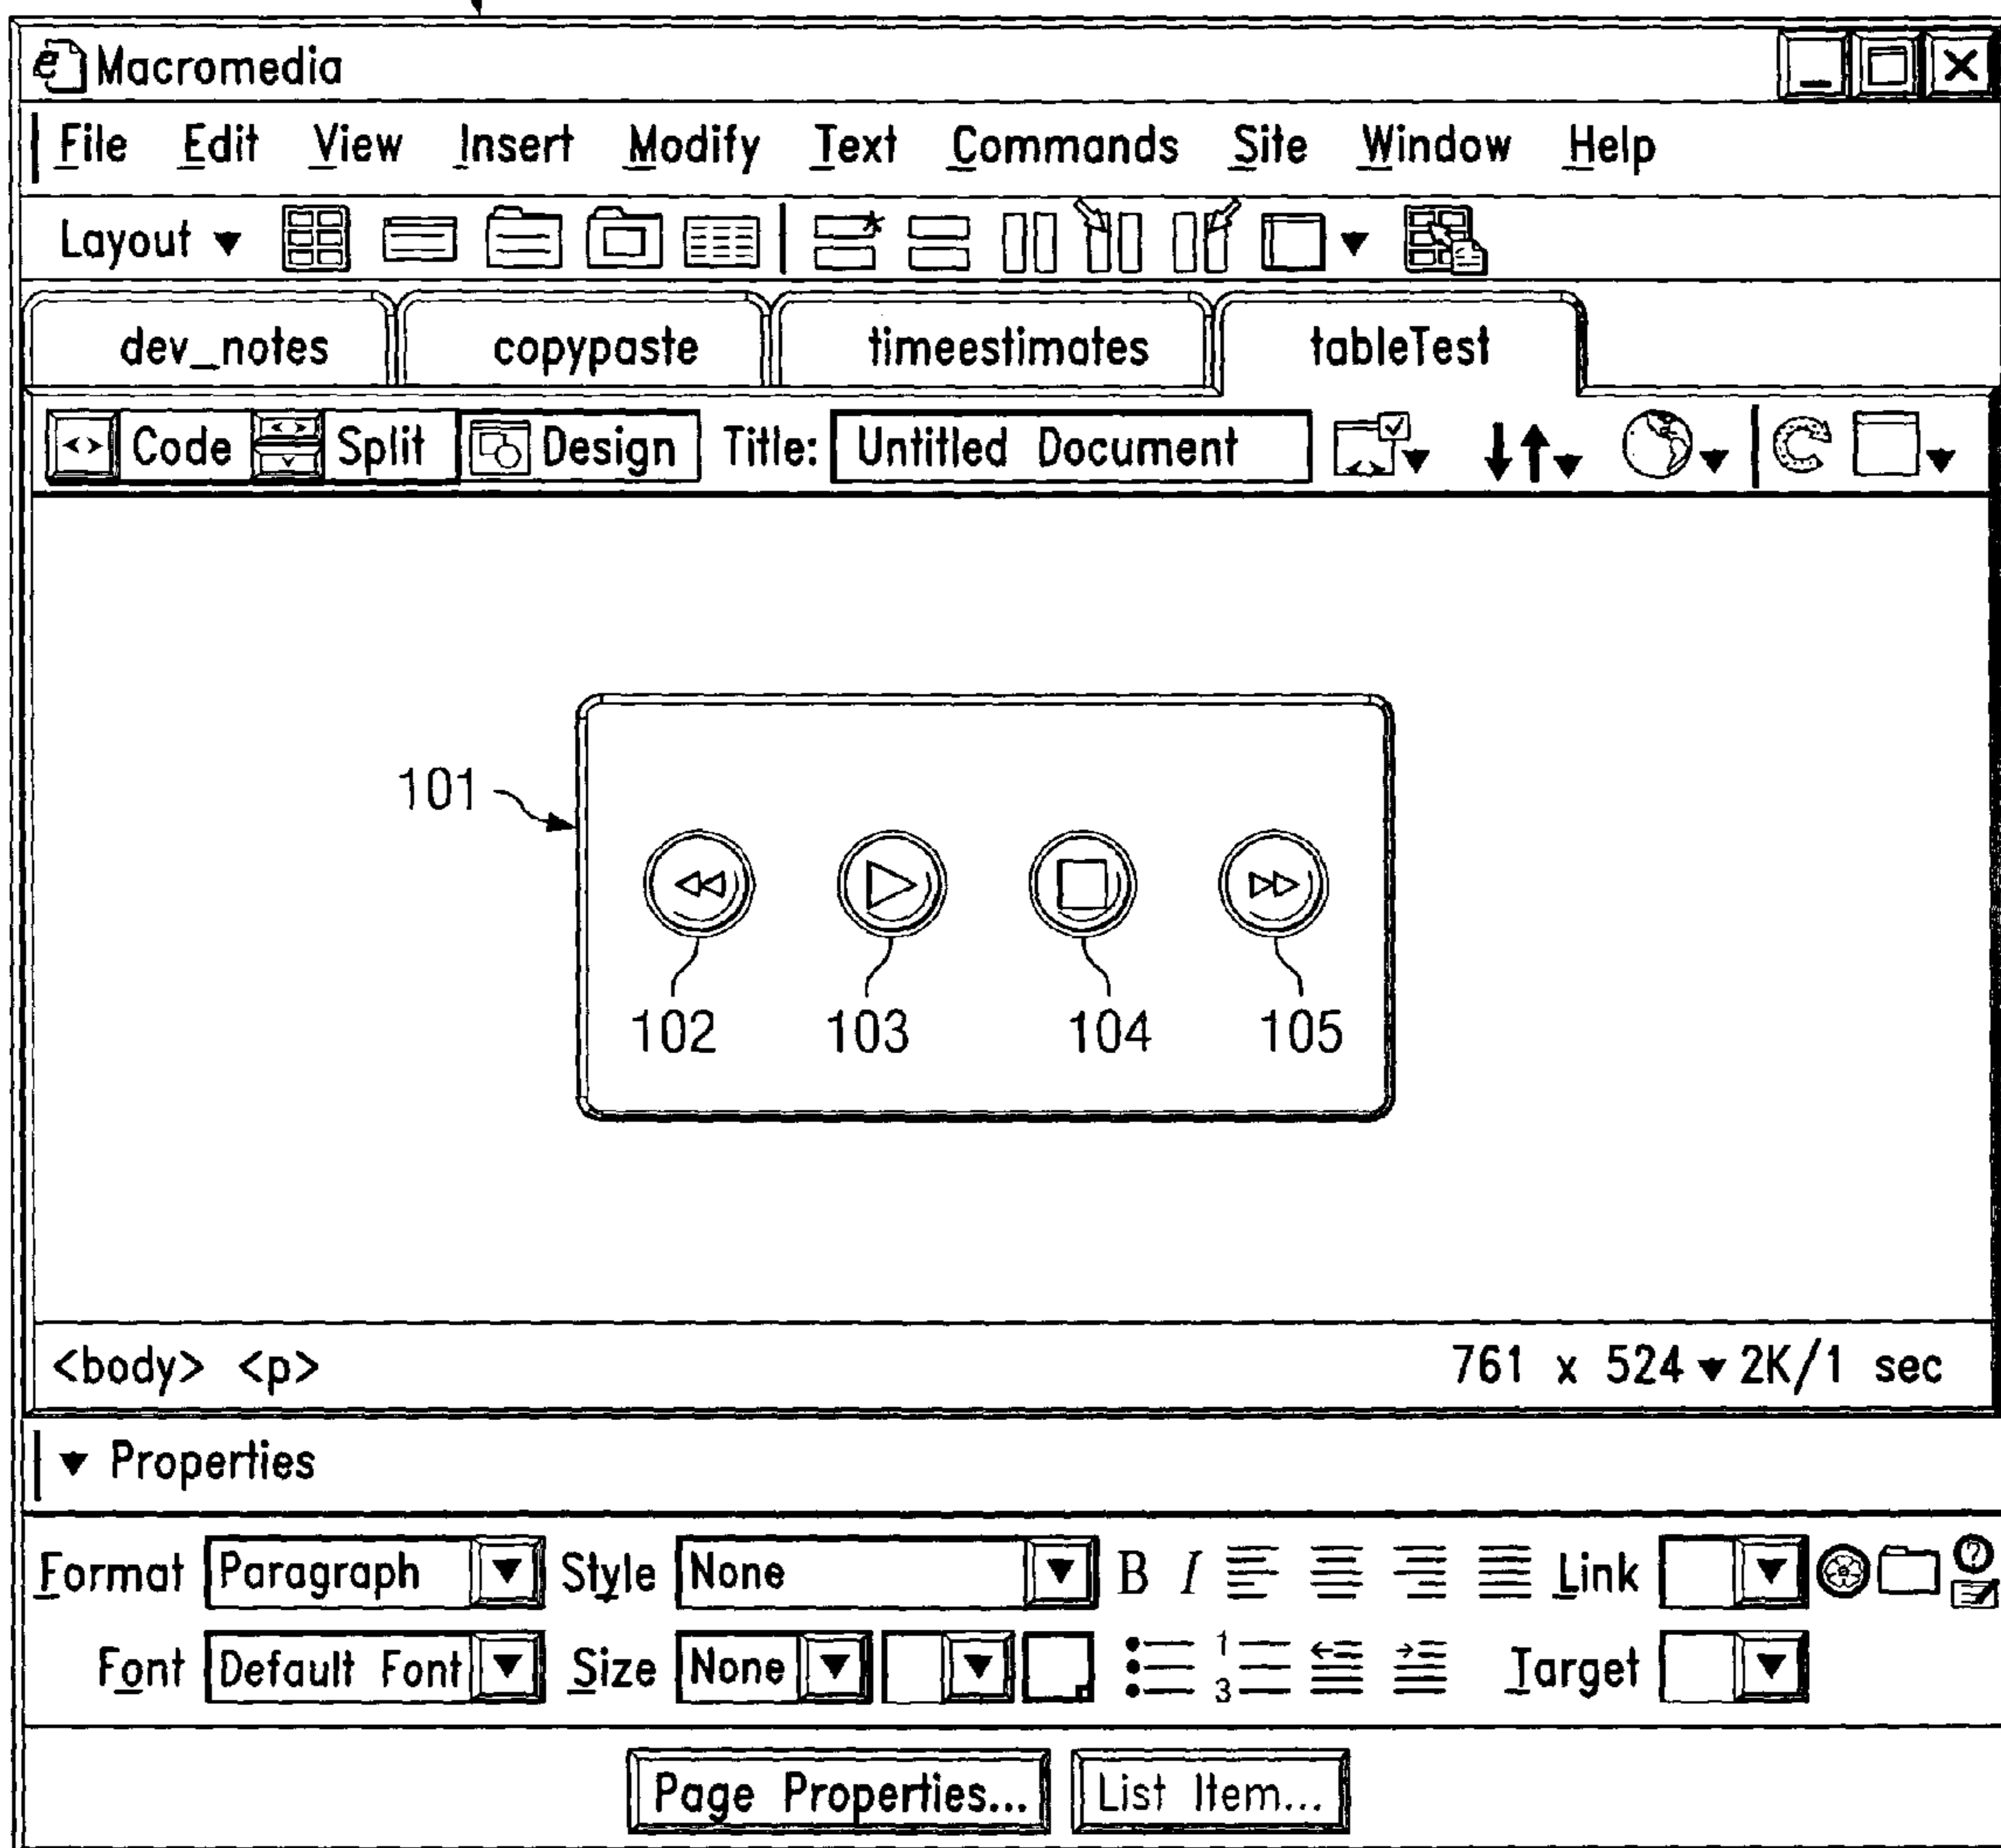 Macromedia
File Edit View Insert Modify Text Commands Site Window Help
Layout
dev_notes copypaste timeestimates tableTest
Code Split Design Title: Untitled Document
101
102 103 104 105
<body> <p> 761 x 524 2K/1 sec
Properties
Format Paragraph Style None B I Link
Font Default Font Size None 1 3 Target
Page Properties... List Item...